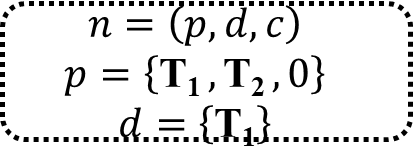 n = (p, d, c)
p = {T₁, T₂, 0}
d = {T₁}